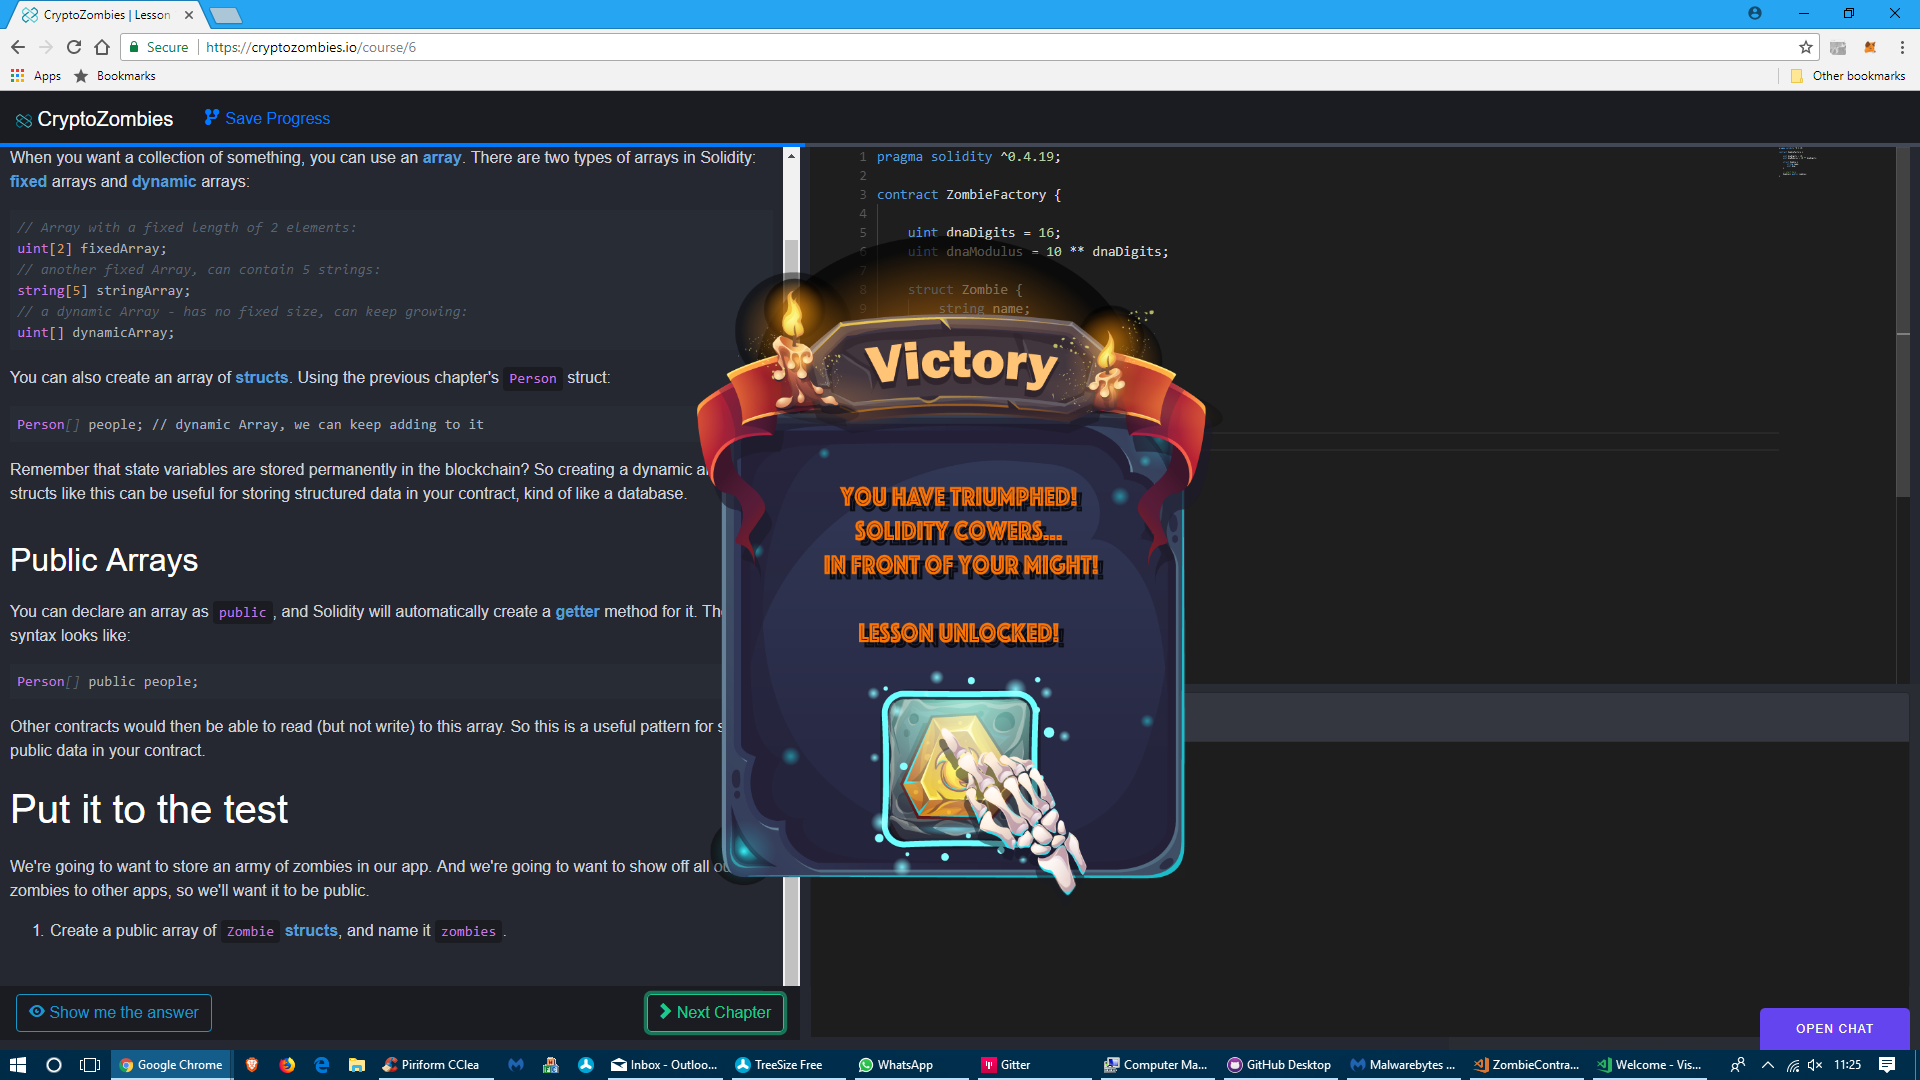 CryptoZombies | Lesson
Secure
https://cryptozombies.io/course/6
Apps
Bookmarks
Other bookmarks
CryptoZombies
Save Progress
When you want a collection of something, you can use an array. There are two types of arrays in Solidity:
fixed arrays and dynamic arrays:
// Array with a fixed length of 2 elements:
uint[2] fixedArray;
// another fixed Array, can contain 5 strings:
string[5] stringArray;
// a dynamic Array - has no fixed size, can keep growing:
uint[] dynamicArray;
You can also create an array of structs. Using the previous chapter's Person struct:
Person[] people; // dynamic Array, we can keep adding to it
Remember that state variables are stored permanently in the blockchain? So creating a dynamic
structs like this can be useful for storing structured data in your contract, kind of like a database.
Public Arrays
You can declare an array as public, and Solidity will automatically create a getter method for it. The
syntax looks like:
Person[] public people;
Other contracts would then be able to read (but not write) to this array. So this is a useful pattern for
public data in your contract.
Put it to the test
We're going to want to store an army of zombies in our app. And we're going to want to show off all
zombies to other apps, so we'll want it to be public.
1. Create a public array of Zombie structs, and name it zombies.
Show me the answer
Next Chapter
1 pragma solidity ^0.4.19;
2
3 contract ZombieFactory {
4
5 uint dnaDigits = 16;
6 uint dnaModulus = 10 ** dnaDigits;
7
8 struct Zombie {
9 string name;
Victory
YOU HAVE TRIUMPHED!
SOLIDITY COWERS...
IN FRONT OF YOUR MIGHT!
LESSON UNLOCKED!
OPEN CHAT
Google Chrome
Piriform CClea
Inbox - Outloo...
TreeSize Free
WhatsApp
Gitter
Computer Ma...
GitHub Desktop
Malwarebytes ...
ZombieContra...
Welcome - Vis...
11:25